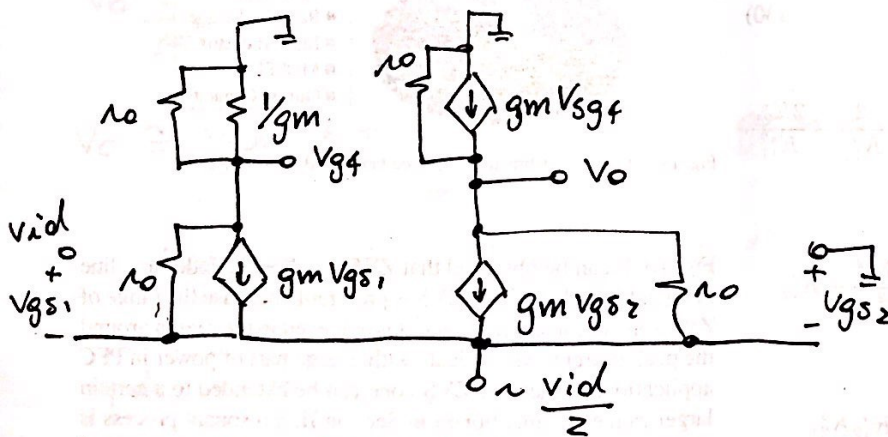 ro
1/gm
Vg4
ro
gm Vsg4
Vo
vid
+
Vgs1
-
ro
gm Vgs1
gm Vgs2
ro
+
Vgs2
-
~ vid/2